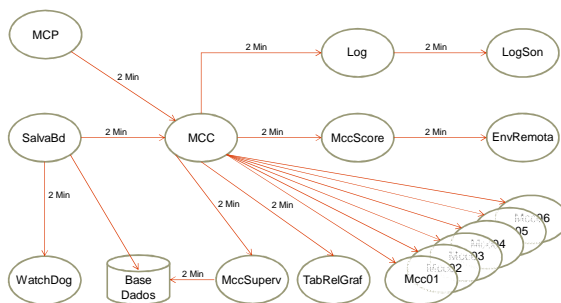 MCP
Log
LogSon
2 Min
2 Min
2 Min
SalvaBd
2 Min
MCC
2 Min
MccScore
2 Min
EnvRemota
2 Min
2 Min
2 Min
Mcc06
05
04
03
02
Mcc01
WatchDog
Base
Dados
2 Min
MccSuperv
TabRelGraf